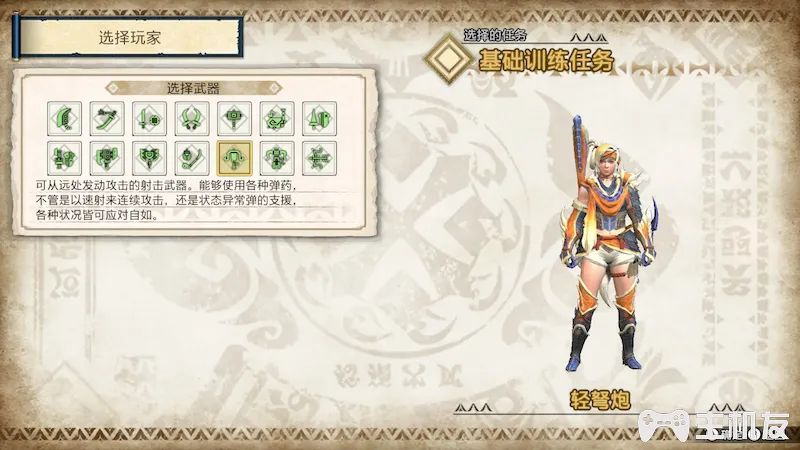 选择玩家
选择的任务
基础训练任务
选择武器
可从远处发动攻击的射击武器。能够使用各种弹药，
不管是以速射来连续攻击，还是状态异常弹的支援，
各种状况皆可应对自如。
轻弩炮
主机友